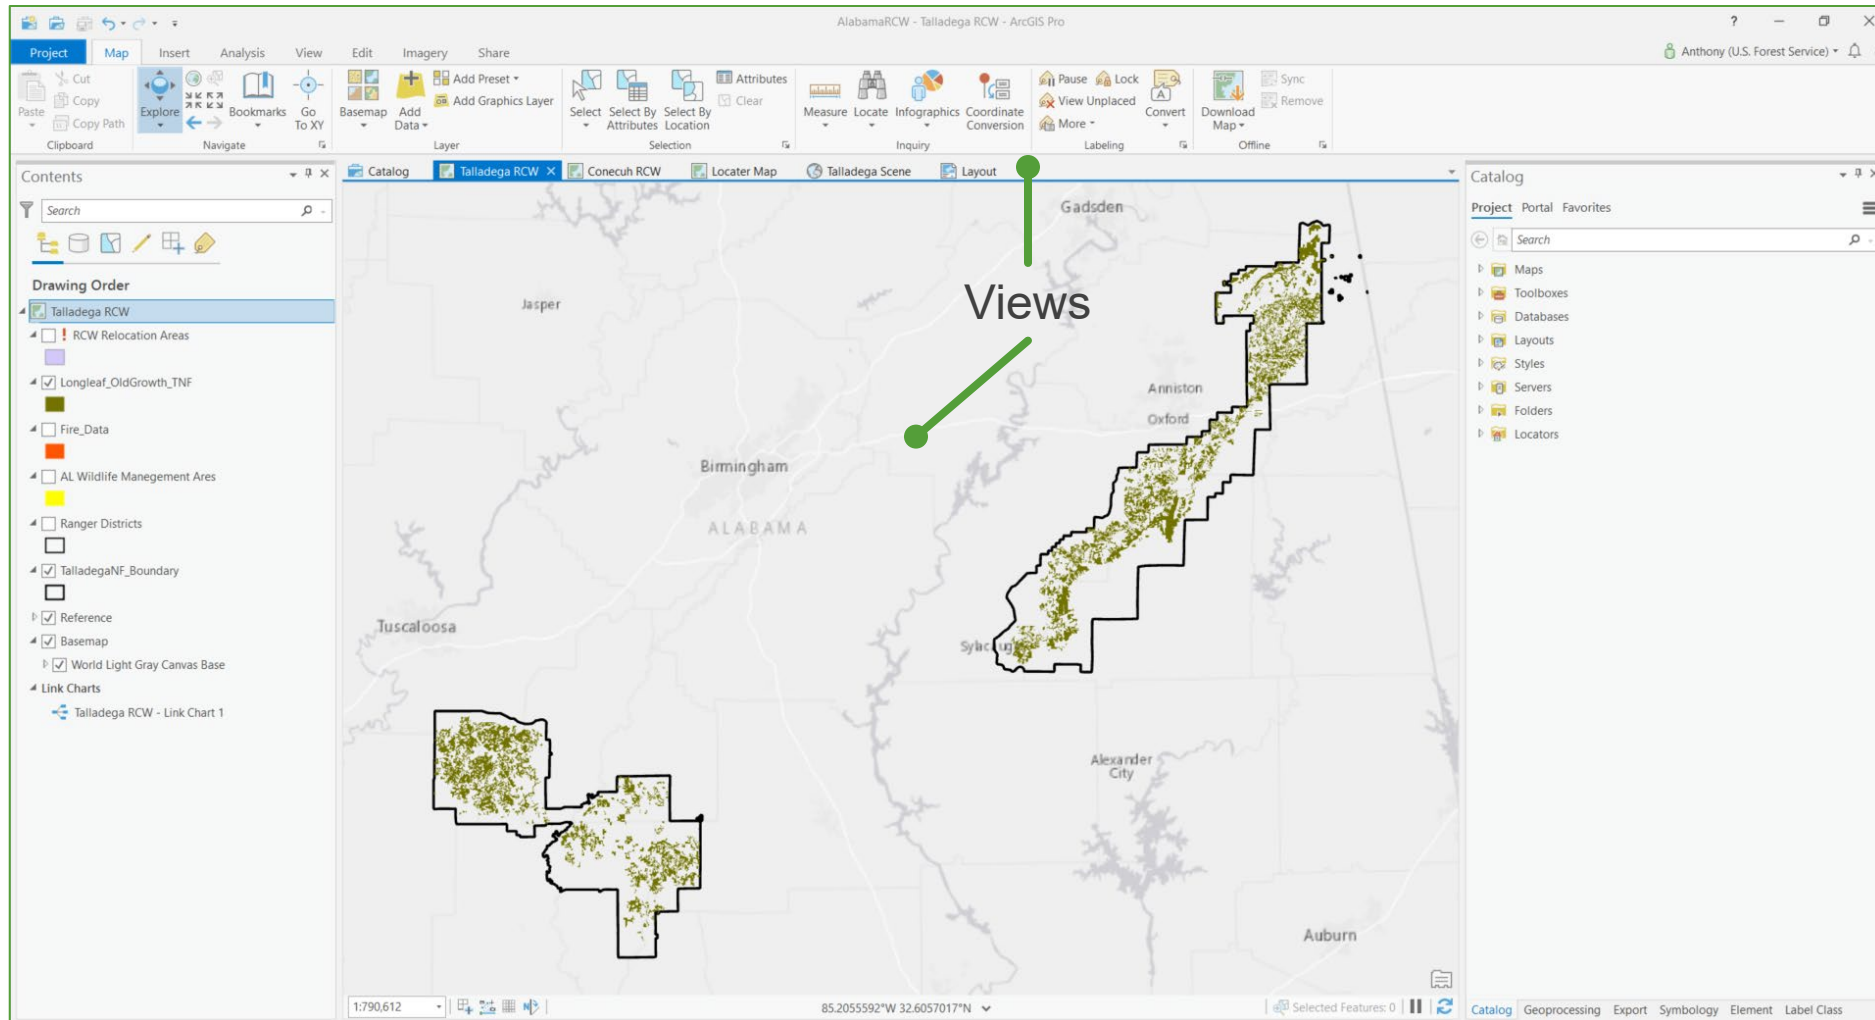 AlabamaRCW - Talladega RCW - ArcGIS Pro
?
Project Map Insert Analysis View Edit Imagery Share
Anthony (U.S. Forest Service)
Paste
Cut
Copy
Copy Path
Clipboard
Explore
Bookmarks
Go
To XY
Navigate
Basemap
Add
Data
Add Preset
Add Graphics Layer
Layer
Select
Select By
Attributes
Select By
Location
Attributes
Clear
Selection
Measure
Locate
Infographics
Coordinate
Conversion
Inquiry
Pause
Lock
View Unplaced
More
Convert
Labeling
Download
Map
Sync
Remove
Offline
Contents
Search
Drawing Order
Talladega RCW
! RCW Relocation Areas
Longleaf_OldGrowth_TNF
Fire_Data
AL Wildlife Manegement Ares
Ranger Districts
TalladegaNF_Boundary
Reference
Basemap
World Light Gray Canvas Base
Link Charts
Talladega RCW - Link Chart 1
Catalog
Talladega RCW
Conecuh RCW
Locater Map
Talladega Scene
Layout
Gadsden
Jasper
Views
Anniston
Oxford
Birmingham
ALABAMA
Tuscaloosa
Alexander
City
Auburn
1:790,612
85.2055592°W 32.6057017°N
Selected Features: 0
Catalog
Project Portal Favorites
Search
Maps
Toolboxes
Databases
Layouts
Styles
Servers
Folders
Locators
Catalog Geoprocessing Export Symbology Element Label Class